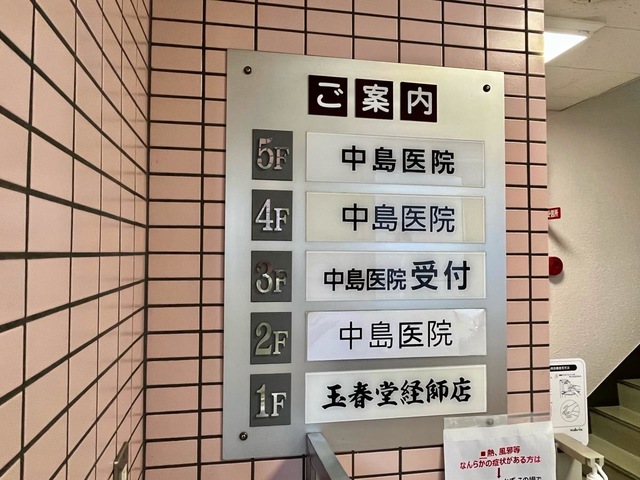 ご案内
5F 中島医院
4F 中島医院
3F 中島医院 受付
2F 中島医院
1F 玉春堂経師店
■熱、風邪等
なんらかの症状がある方は
↓